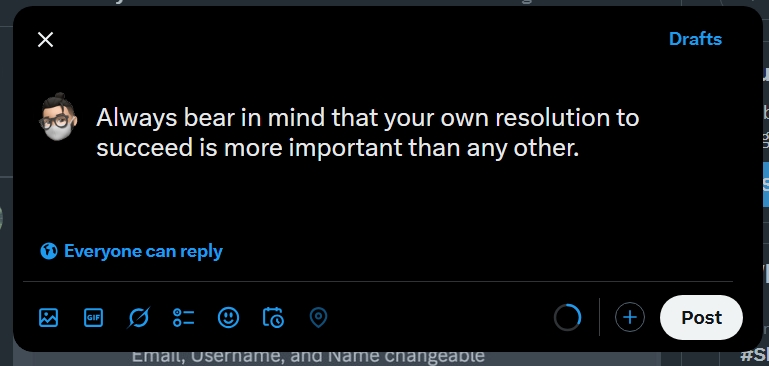 Drafts
Always bear in mind that your own resolution to
succeed is more important than any other.
Everyone can reply
GIF
Post
Email, Username, and Name changeable